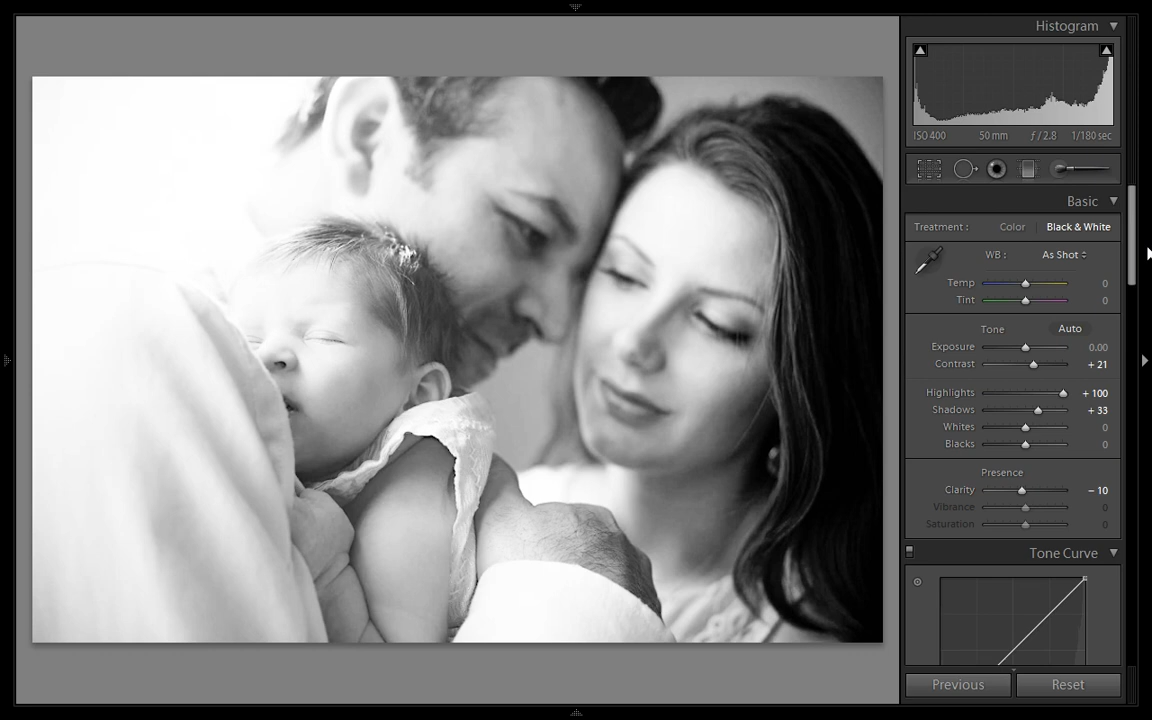 Histogram
ISO 400 50 mm ƒ / 2.8 1/180 sec
Basic
Treatment : Color Black & White
WB : As Shot
Temp 0
Tint 0
Tone Auto
Exposure 0.00
Contrast + 21
Highlights + 100
Shadows + 33
Whites 0
Blacks 0
Presence
Clarity − 10
Vibrance 0
Saturation 0
Tone Curve
Previous Reset